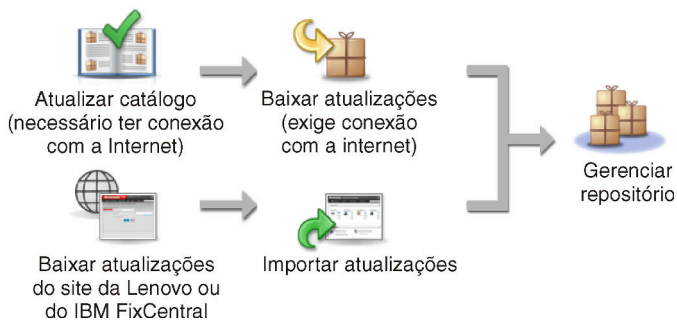 Atualizar catálogo
(necessário ter conexão
com a Internet)
Baixar atualizações
(exige conexão
com a internet)
Gerenciar
repositório
Baixar atualizações
do site da Lenovo ou
do IBM FixCentral
Importar atualizações